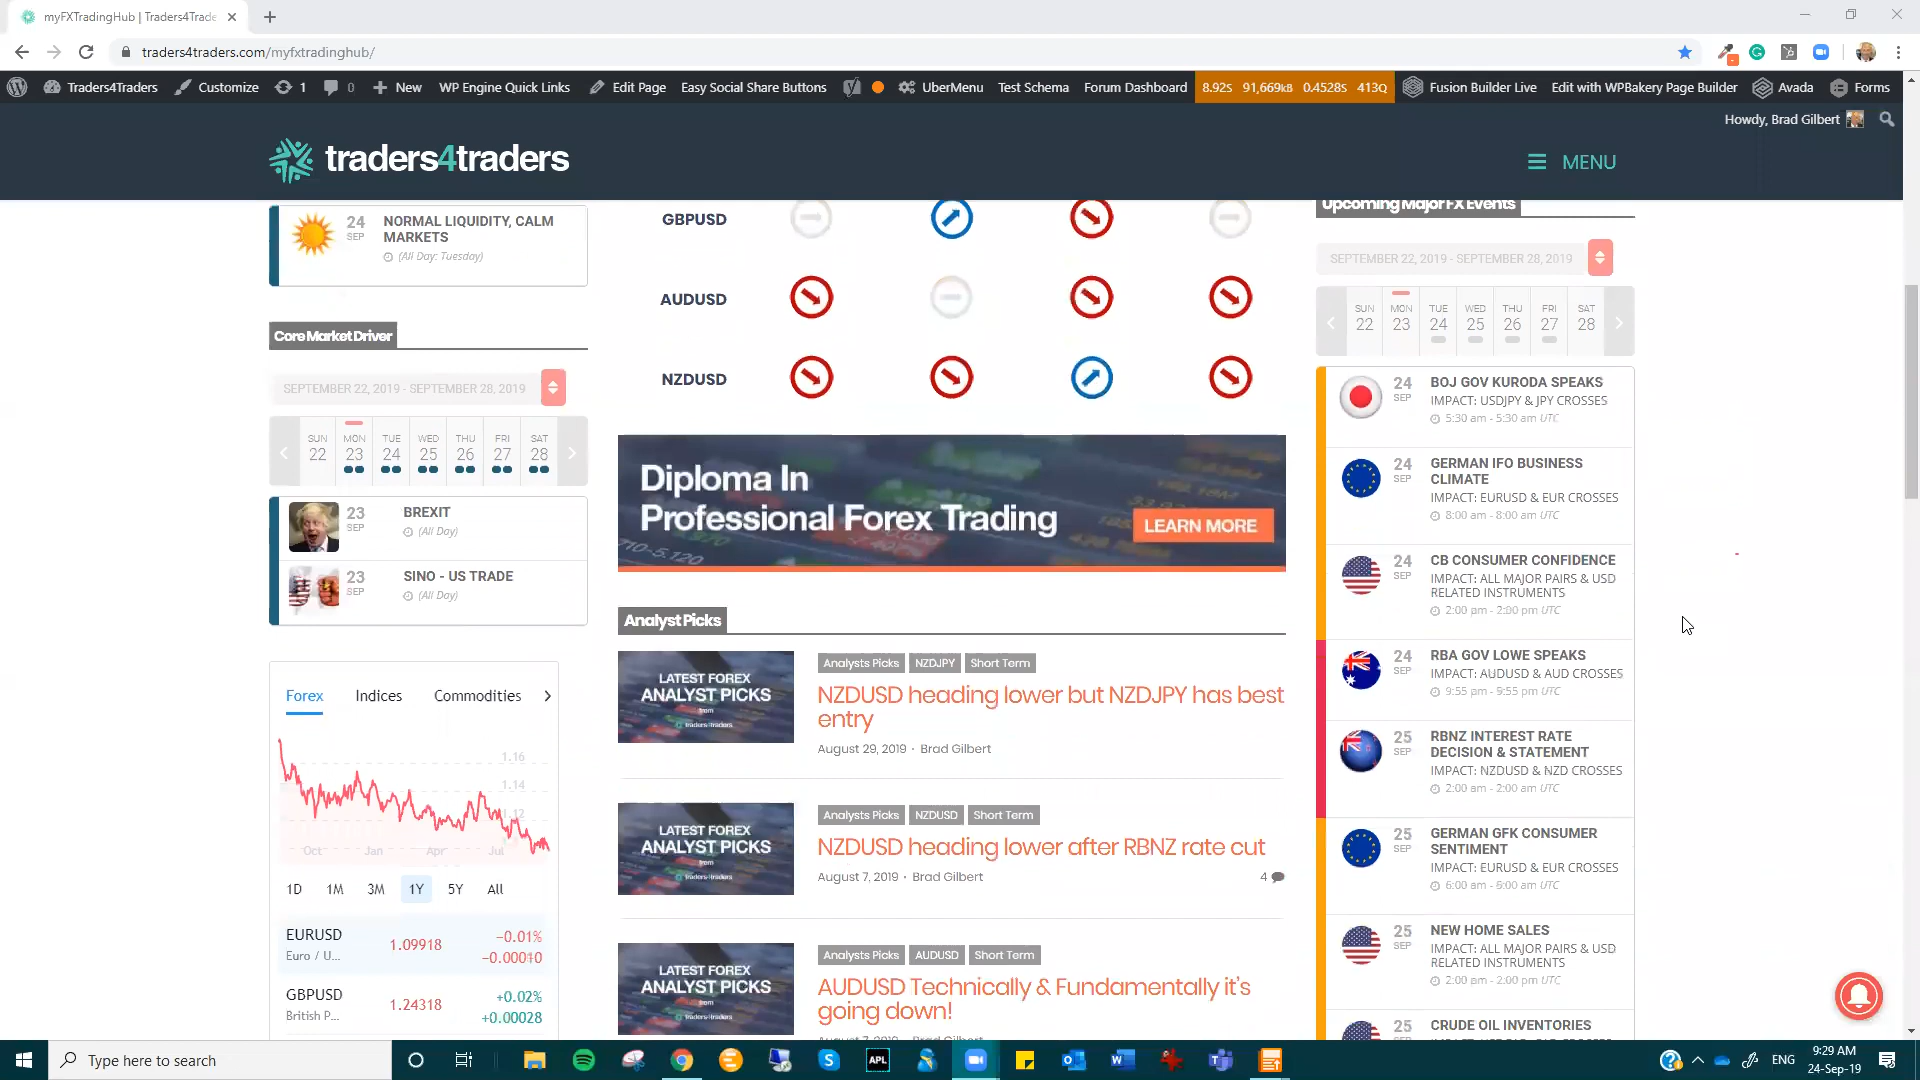 myFXTradingHub | Traders4Trade
traders4traders.com/myfxtradinghub/
Traders4Traders Customize 1 0 New WP Engine Quick Links Edit Page Easy Social Share Buttons UberMenu Test Schema Forum Dashboard 8.92S 91,669KB 0.4528S 413Q Fusion Builder Live Edit with WPBakery Page Builder Avada Forms
Howdy, Brad Gilbert
traders4traders
MENU
24 SEP
NORMAL LIQUIDITY, CALM
MARKETS
(All Day: Tuesday)
Core Market Driver
SEPTEMBER 22, 2019 - SEPTEMBER 28, 2019
SUN MON TUE WED THU FRI SAT
22 23 24 25 26 27 28
23 SEP
BREXIT
(All Day)
23 SEP
SINO - US TRADE
(All Day)
Forex Indices Commodities
1.16
1.14
1.12
Oct Jan Apr Jul
1D 1M 3M 1Y 5Y All
EURUSD 1.09918 −0.01%
Euro / U... −0.00010
GBPUSD 1.24318 +0.02%
British P... +0.00028
GBPUSD
AUDUSD
NZDUSD
Diploma In
Professional Forex Trading
LEARN MORE
Analyst Picks
LATEST FOREX
ANALYST PICKS
from
traders4traders
Analysts Picks NZDJPY Short Term
NZDUSD heading lower but NZDJPY has best
entry
August 29, 2019 · Brad Gilbert
LATEST FOREX
ANALYST PICKS
from
traders4traders
Analysts Picks NZDUSD Short Term
NZDUSD heading lower after RBNZ rate cut
August 7, 2019 · Brad Gilbert 4
LATEST FOREX
ANALYST PICKS
from
traders4traders
Analysts Picks AUDUSD Short Term
AUDUSD Technically & Fundamentally it's
going down!
August 7, 2019 · Brad Gilbert
Upcoming Major FX Events
SEPTEMBER 22, 2019 - SEPTEMBER 28, 2019
SUN MON TUE WED THU FRI SAT
22 23 24 25 26 27 28
24 SEP
BOJ GOV KURODA SPEAKS
IMPACT: USDJPY & JPY CROSSES
5:30 am - 5:30 am UTC
24 SEP
GERMAN IFO BUSINESS
CLIMATE
IMPACT: EURUSD & EUR CROSSES
8:00 am - 8:00 am UTC
24 SEP
CB CONSUMER CONFIDENCE
IMPACT: ALL MAJOR PAIRS & USD
RELATED INSTRUMENTS
2:00 pm - 2:00 pm UTC
24 SEP
RBA GOV LOWE SPEAKS
IMPACT: AUDUSD & AUD CROSSES
9:55 pm - 9:55 pm UTC
25 SEP
RBNZ INTEREST RATE
DECISION & STATEMENT
IMPACT: NZDUSD & NZD CROSSES
2:00 am - 2:00 am UTC
25 SEP
GERMAN GFK CONSUMER
SENTIMENT
IMPACT: EURUSD & EUR CROSSES
6:00 am - 6:00 am UTC
25 SEP
NEW HOME SALES
IMPACT: ALL MAJOR PAIRS & USD
RELATED INSTRUMENTS
2:00 pm - 2:00 pm UTC
25
CRUDE OIL INVENTORIES
Type here to search
APL
ENG
9:29 AM
24-Sep-19